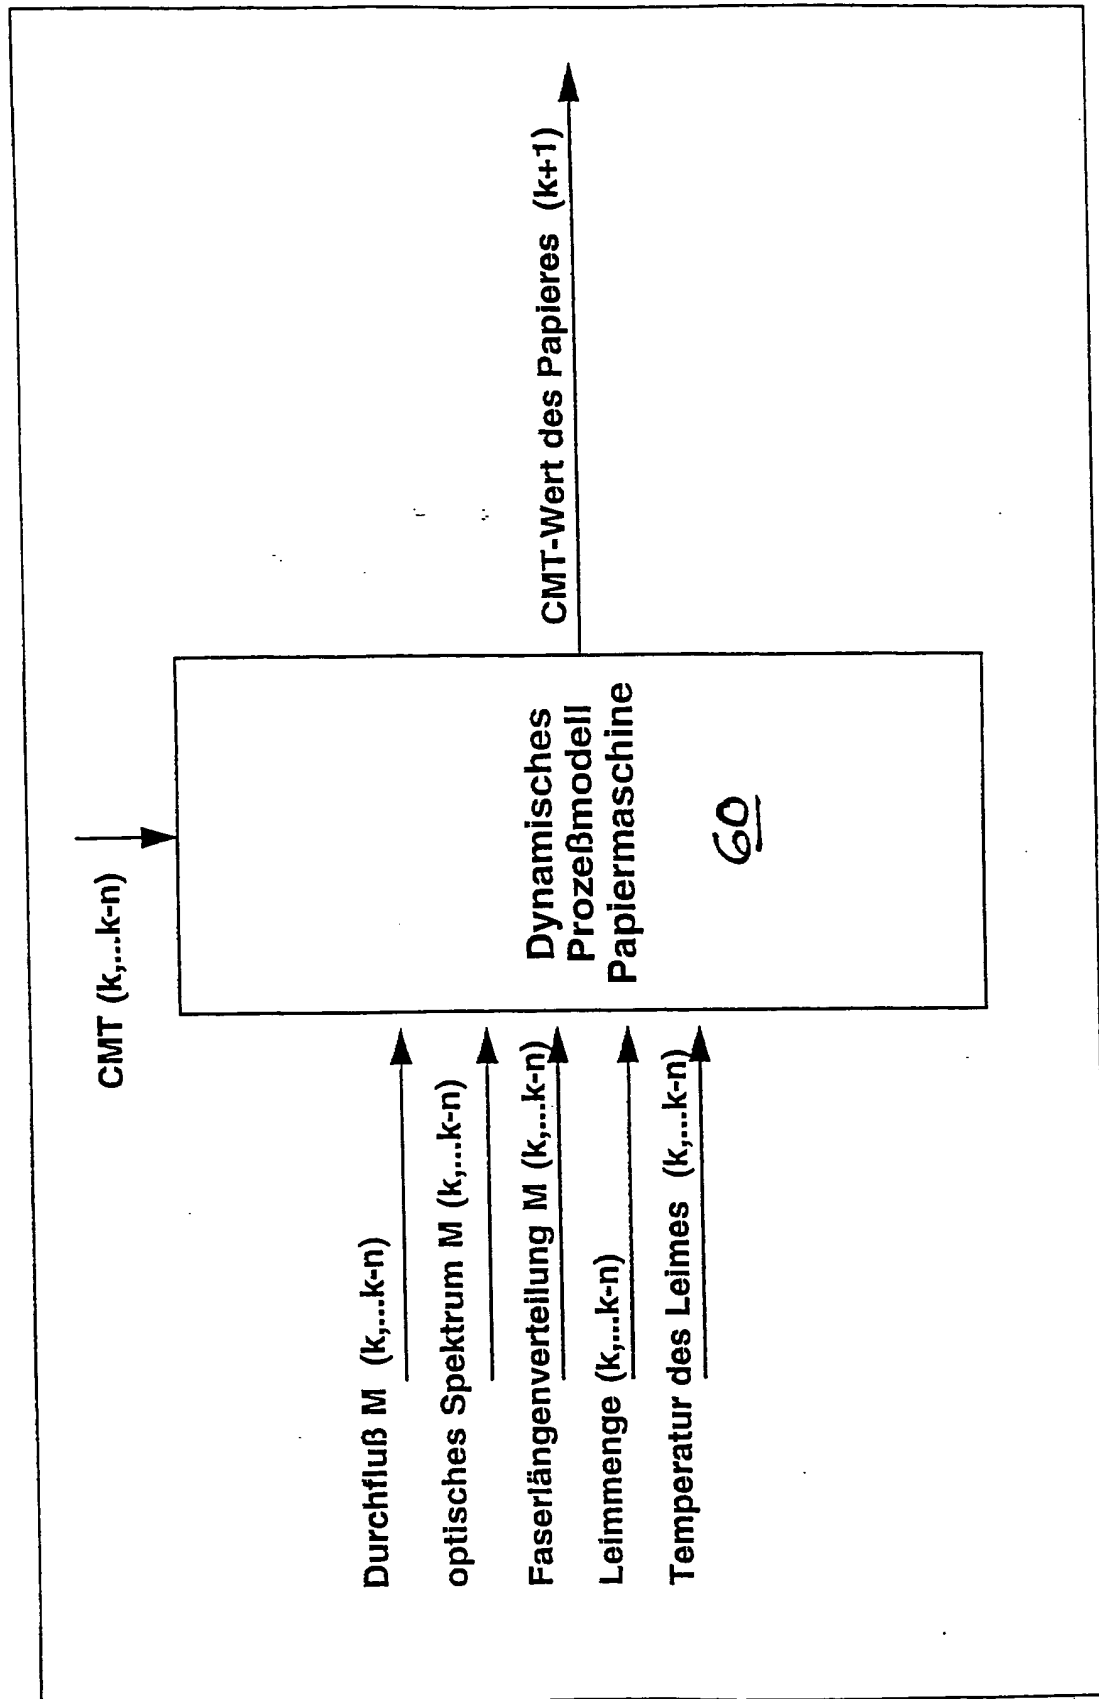 CMT (k,...k-n)
Durchfluß M (k,...k-n)
optisches Spektrum M (k,...k-n)
Faserlängenverteilung M (k,...k-n)
Leimmenge (k,...k-n)
Temperatur des Leimes (k,...k-n)
Dynamisches
Prozeßmodell
Papiermaschine
60
CMT-Wert des Papieres (k+1)